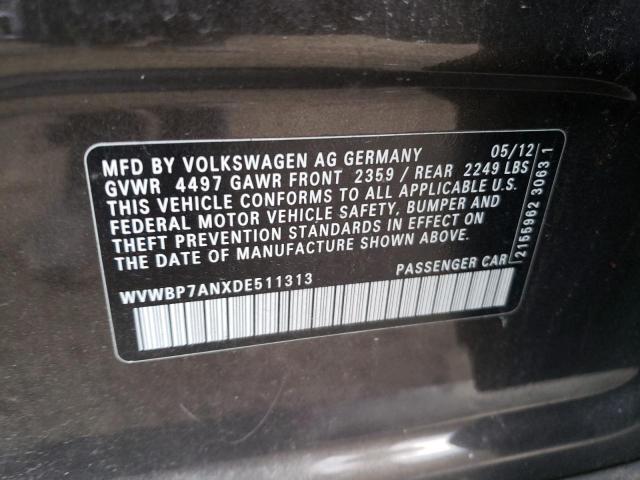 MFD BY VOLKSWAGEN AG GERMANY 05/12
GVWR 4497 GAWR FRONT 2359 / REAR 2249 LBS
THIS VEHICLE CONFORMS TO ALL APPLICABLE U.S.
FEDERAL MOTOR VEHICLE SAFETY, BUMPER AND
THEFT PREVENTION STANDARDS IN EFFECT ON
THE DATE OF MANUFACTURE SHOWN ABOVE.
WVWBP7ANXDE511313 PASSENGER CAR
2155962 30631